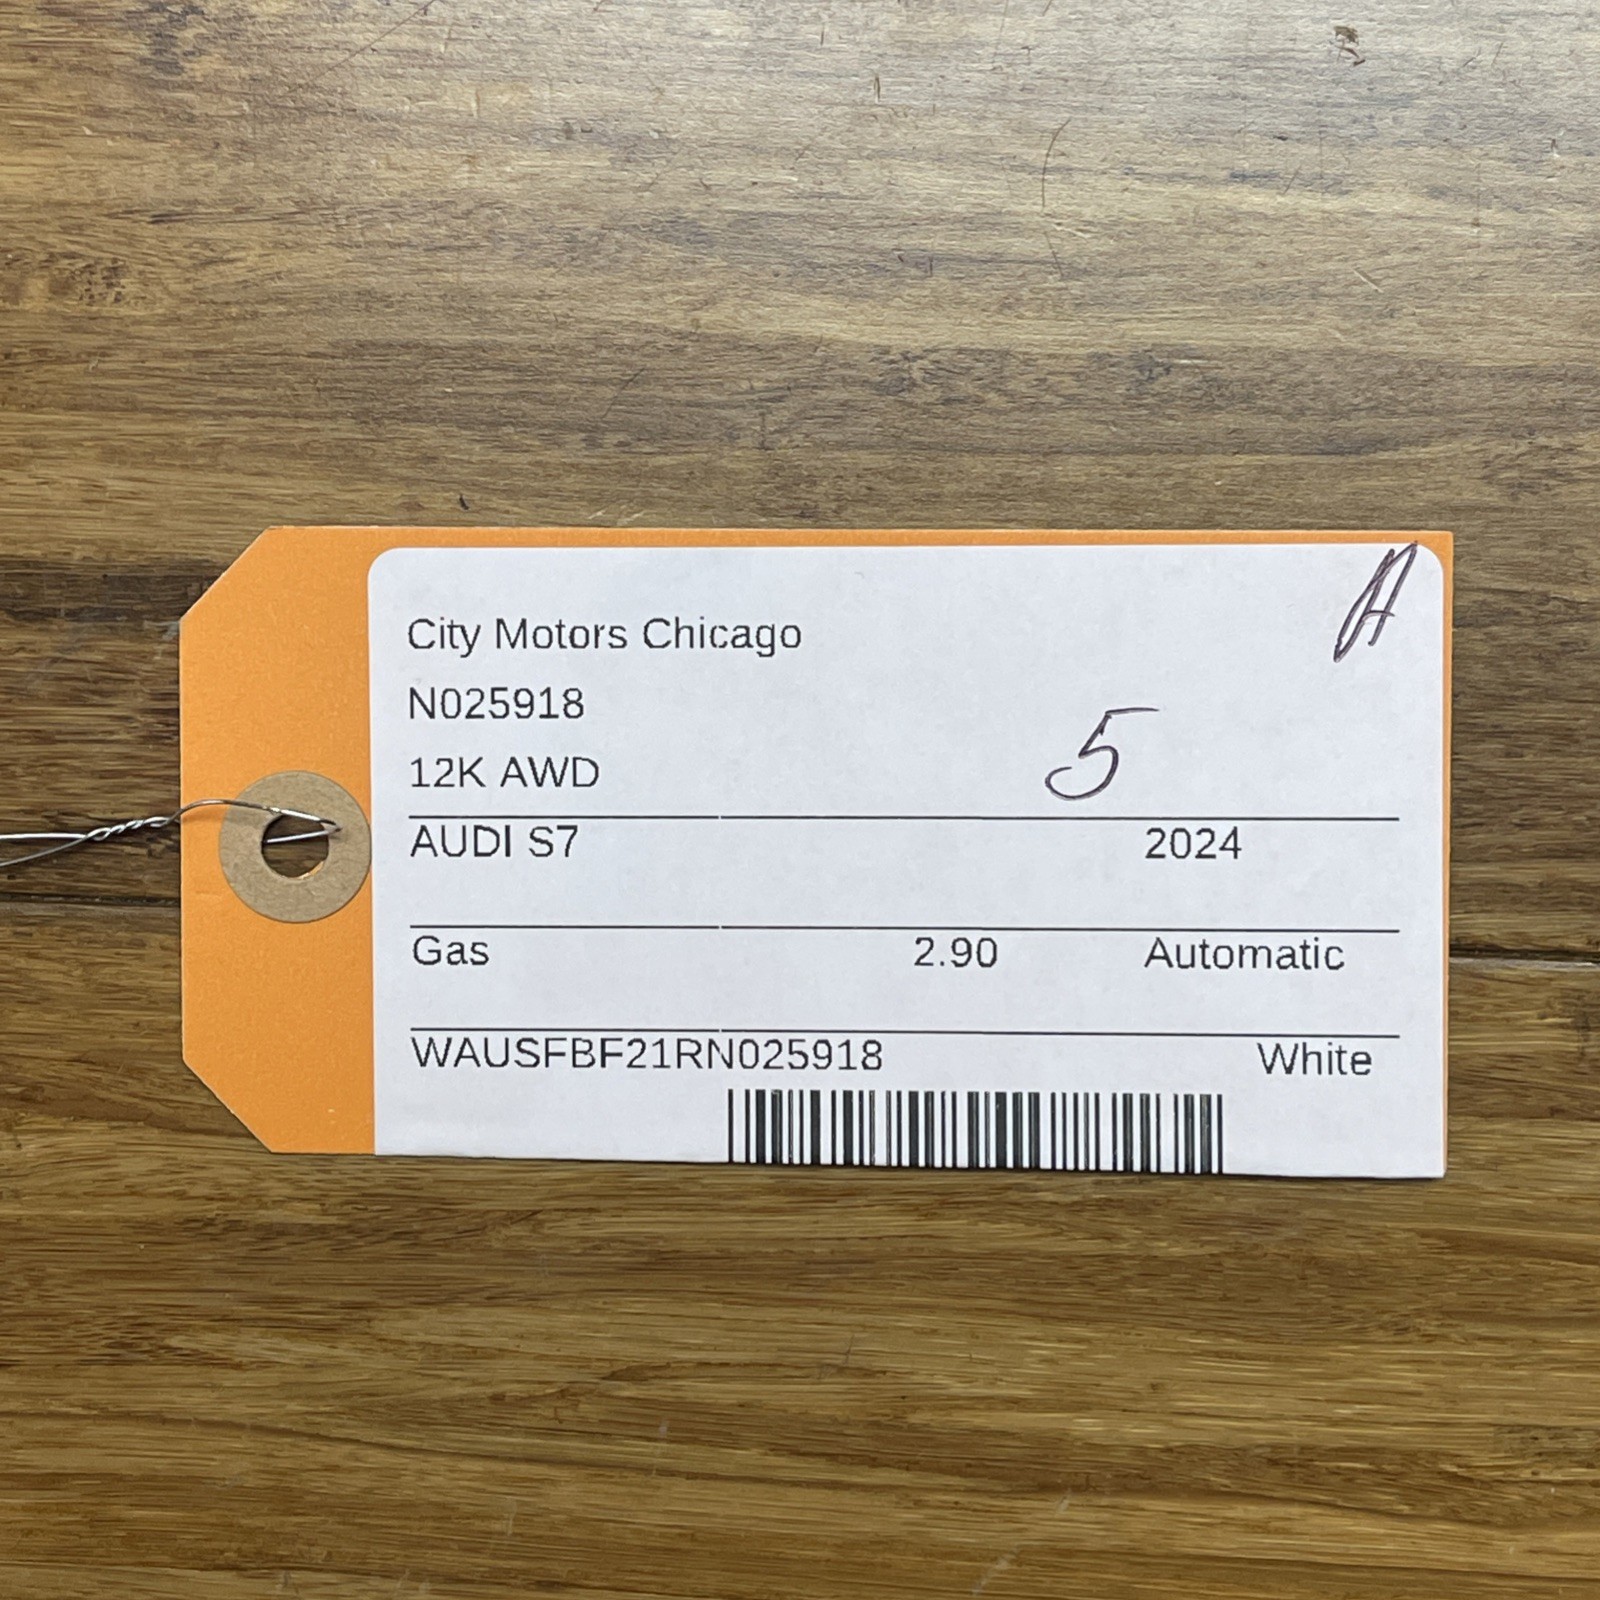 A
City Motors Chicago
N025918
5
12K AWD
AUDI S7 2024
Gas 2.90 Automatic
WAUSFBF21RN025918 White